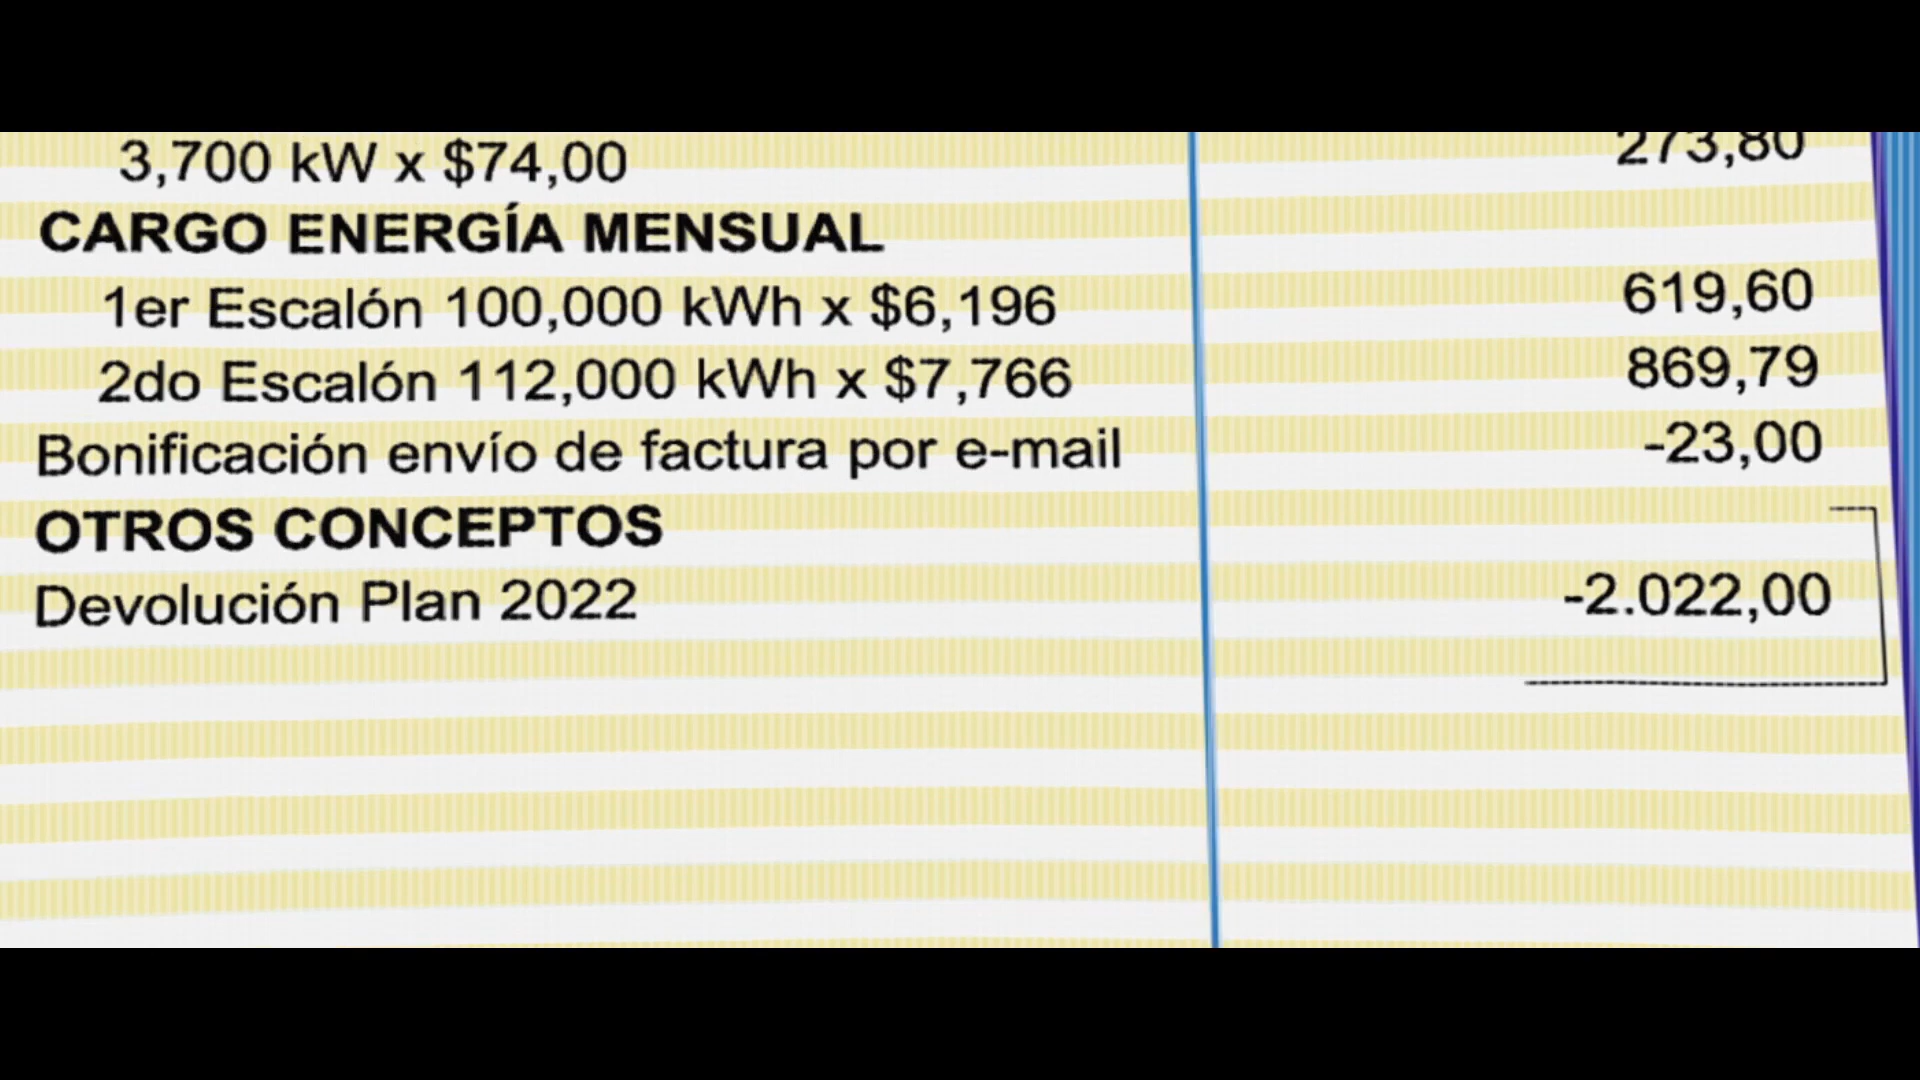 3,700 kW x $74,00 273,80
CARGO ENERGÍA MENSUAL
1er Escalón 100,000 kWh x $6,196 619,60
2do Escalón 112,000 kWh x $7,766 869,79
Bonificación envío de factura por e-mail -23,00
OTROS CONCEPTOS
Devolución Plan 2022 -2.022,00